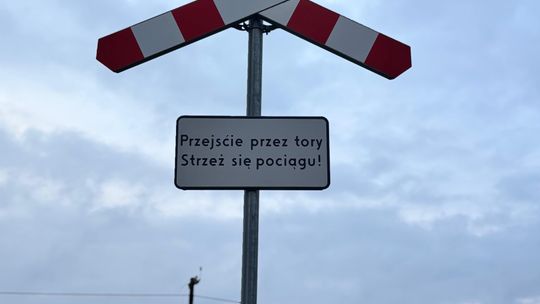 Przejście przez tory
Strzeż się pociągu!